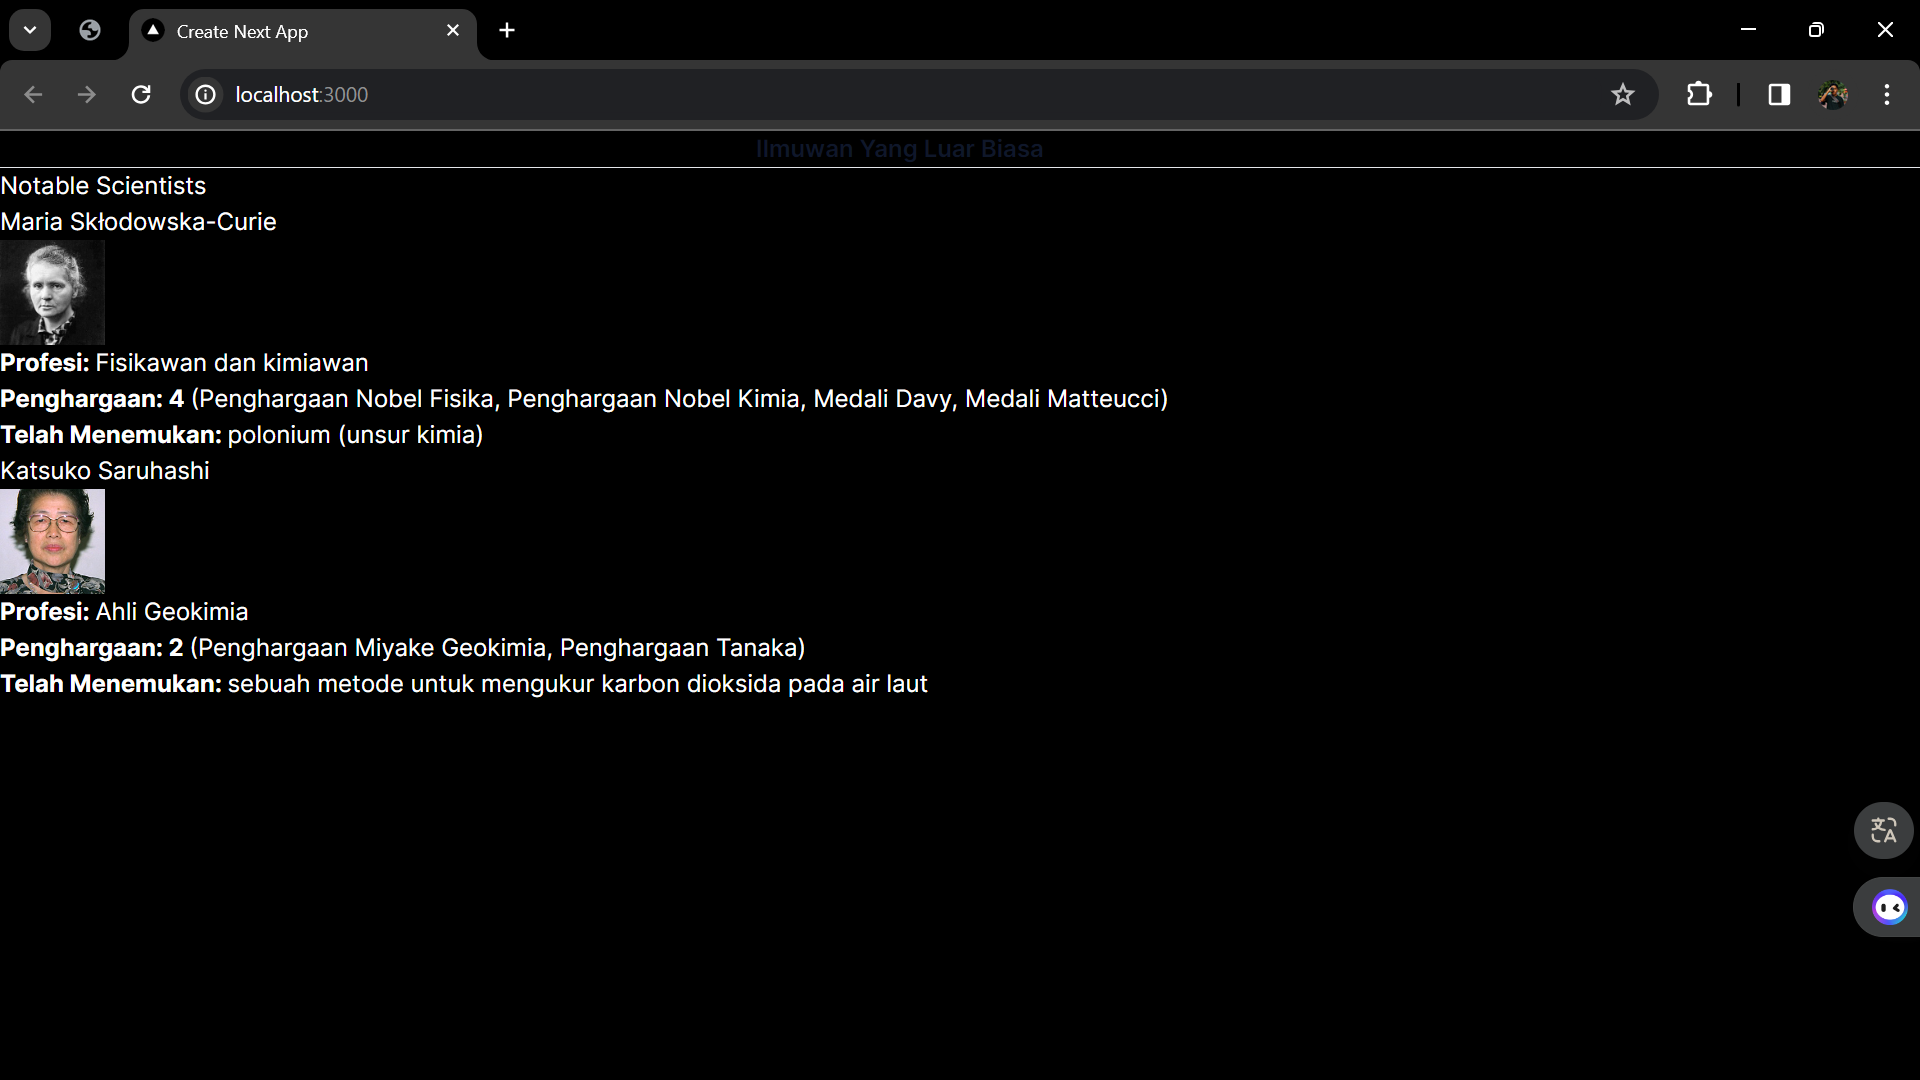 Create Next App
localhost:3000
Ilmuwan Yang Luar Biasa
Notable Scientists
Maria Skłodowska-Curie
Profesi: Fisikawan dan kimiawan
Penghargaan: 4 (Penghargaan Nobel Fisika, Penghargaan Nobel Kimia, Medali Davy, Medali Matteucci)
Telah Menemukan: polonium (unsur kimia)
Katsuko Saruhashi
Profesi: Ahli Geokimia
Penghargaan: 2 (Penghargaan Miyake Geokimia, Penghargaan Tanaka)
Telah Menemukan: sebuah metode untuk mengukur karbon dioksida pada air laut